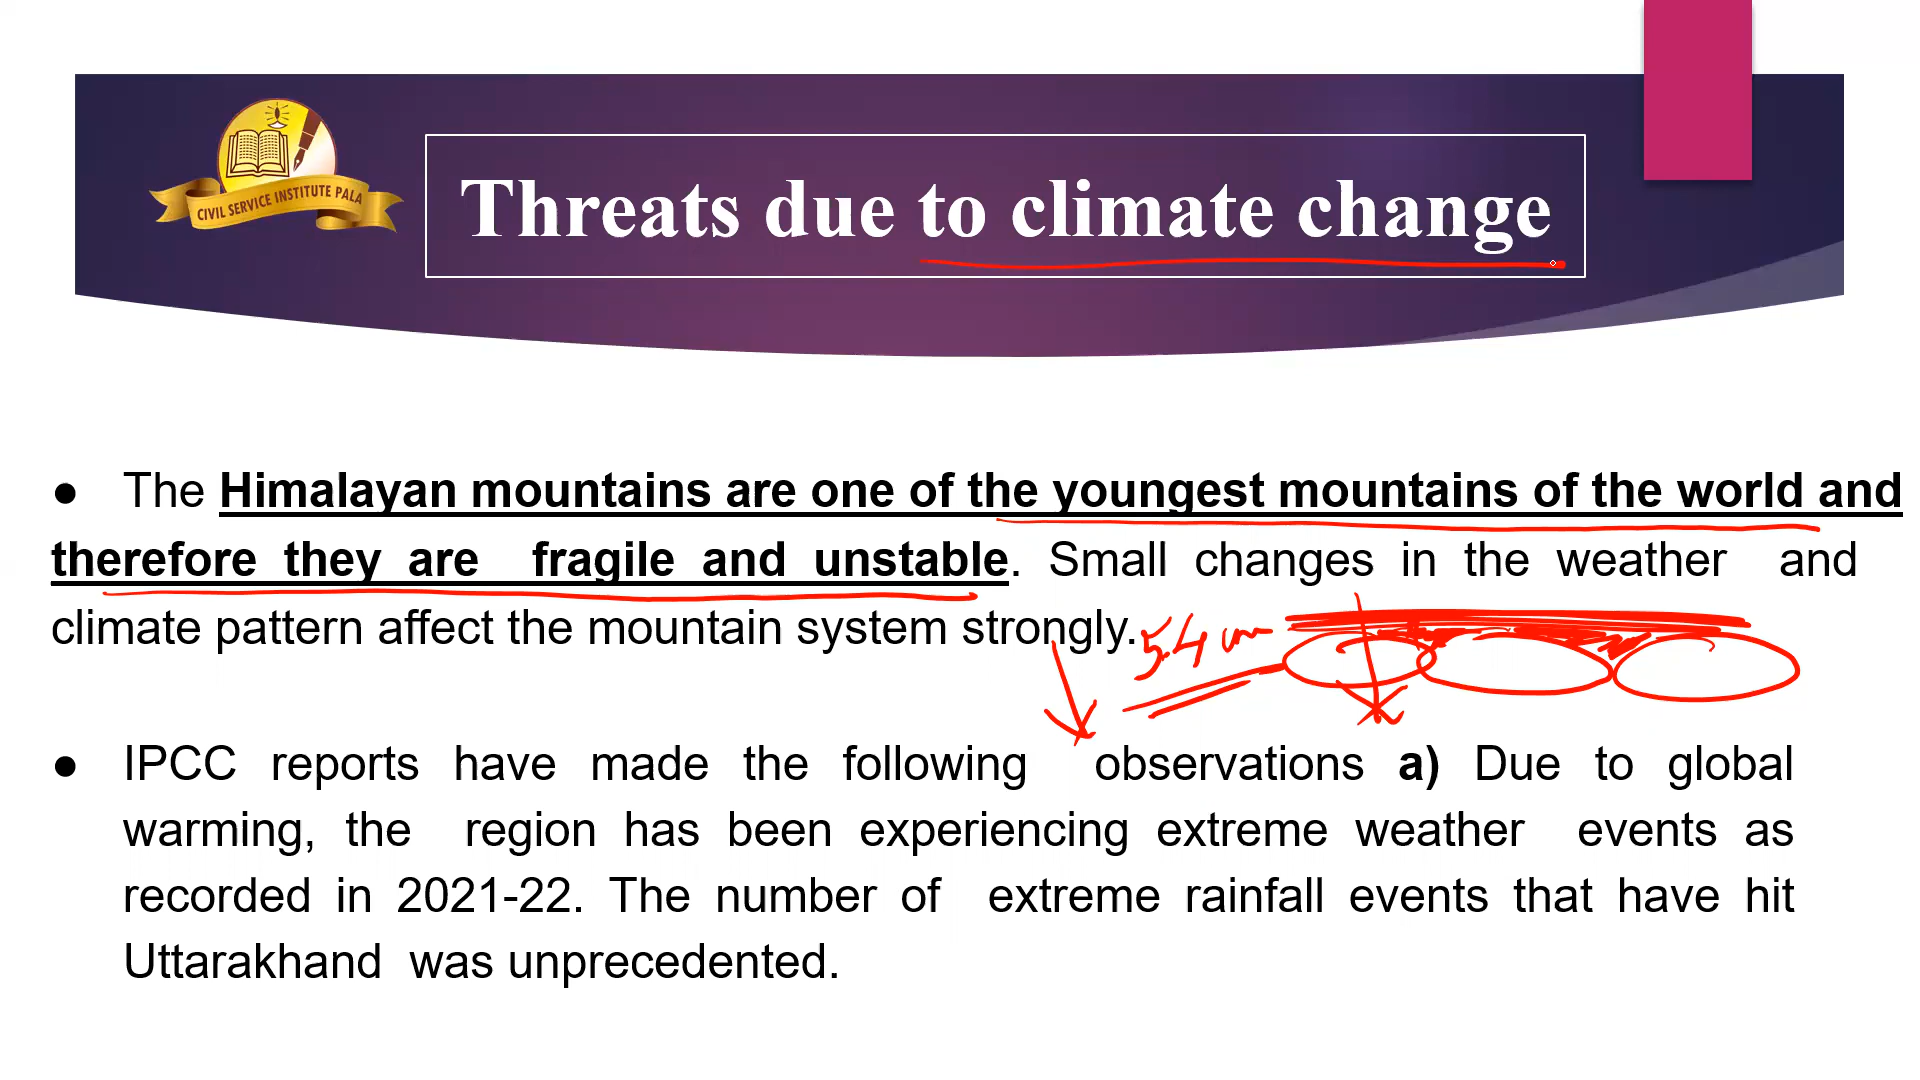 CIVIL SERVICE INSTITUTE PALA
Threats due to climate change
● The Himalayan mountains are one of the youngest mountains of the world and
therefore they are fragile and unstable. Small changes in the weather and
climate pattern affect the mountain system strongly.
5.4 cm
● IPCC reports have made the following observations a) Due to global
warming, the region has been experiencing extreme weather events as
recorded in 2021-22. The number of extreme rainfall events that have hit
Uttarakhand was unprecedented.